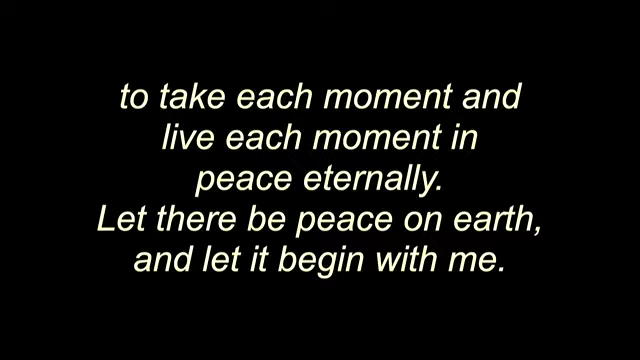 to take each moment and
live each moment in
peace eternally.
Let there be peace on earth,
and let it begin with me.